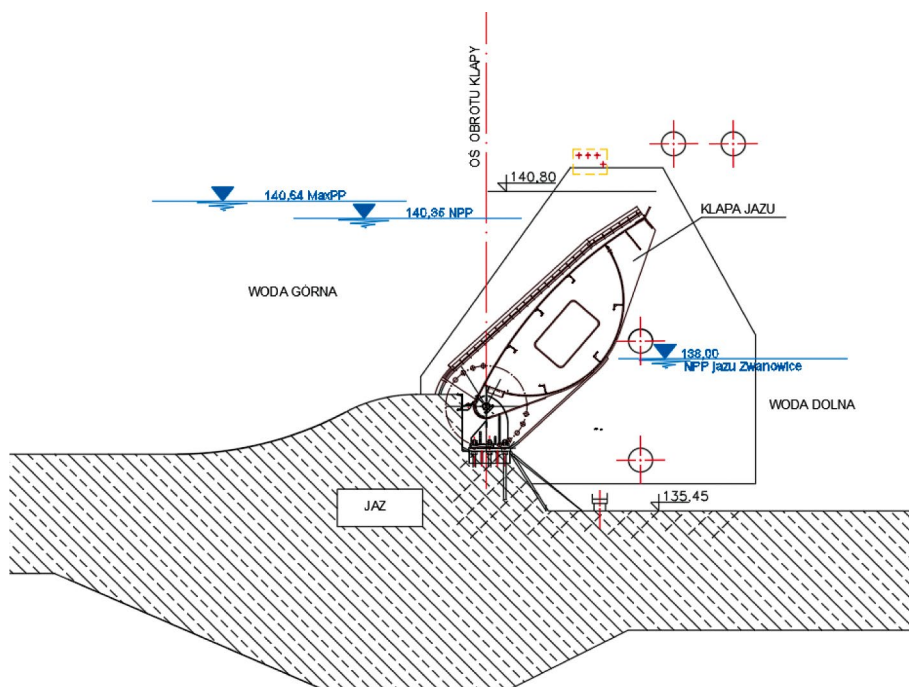 OŚ OBROTU KLAPY
140,80
140,64 MaxPP
140,35 NPP
KLAPA JAZU
WODA GÓRNA
138,00
NPP jazu Zwanowice
WODA DOLNA
135,45
JAZ